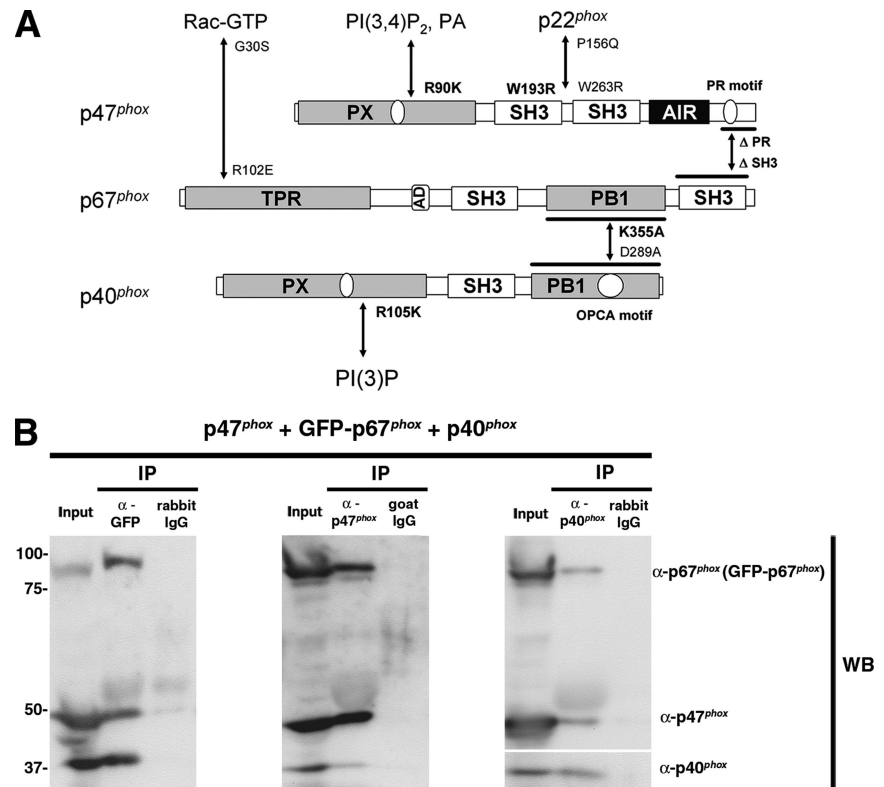 A
Rac-GTP
PI(3,4)P2, PA
p22phox
G30S
P156Q
R90K
W193R
W263R
PR motif
p47phox
PX
SH3
SH3
AIR
Δ PR
Δ SH3
R102E
p67phox
TPR
AD
SH3
PB1
SH3
K355A
D289A
p40phox
PX
SH3
PB1
R105K
OPCA motif
PI(3)P
B
p47phox + GFP-p67phox + p40phox
IP
IP
IP
Input
α - GFP
rabbit IgG
Input
α - p47phox
goat IgG
Input
α - p40phox
rabbit IgG
100-
75-
50-
37-
α-p67phox (GFP-p67phox)
α-p47phox
α-p40phox
WB